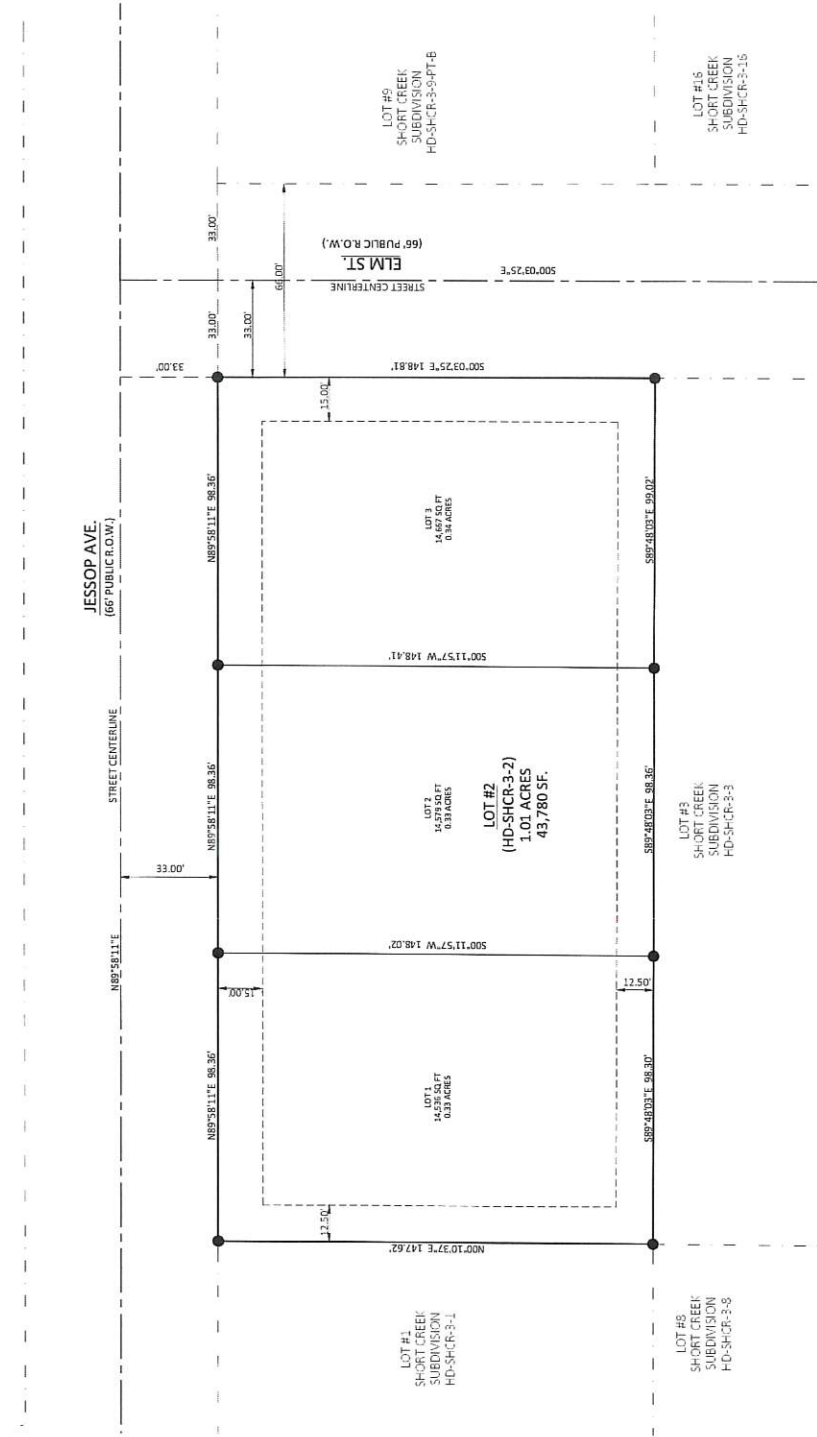 JESSOP AVE.
(66' PUBLIC R.O.W.)
STREET CENTERLINE
N89°58'11"E
33.00'
33.00'
33.00'
33.00'
33.00'
66.00'
ELM ST.
(66' PUBLIC R.O.W.)
STREET CENTERLINE
S00°03'25"E
LOT #9
SHORT CREEK
SUBDIVISION
HD-SHCR-3-9-PT-B
LOT #16
SHORT CREEK
SUBDIVISION
HD-SHCR-3-16
N89°58'11"E 98.36'
N89°58'11"E 98.36'
N89°58'11"E 98.36'
15.00'
15.00'
12.50'
12.50'
N00°10'37"E 147.62'
S00°11'57"W 148.02'
S00°11'57"W 148.41'
S00°03'25"E 148.81'
LOT 1
14,536 SQ FT
0.33 ACRES
LOT 2
14,579 SQ FT
0.33 ACRES
LOT 3
14,667 SQ FT
0.34 ACRES
LOT #2
(HD-SHCR-3-2)
1.01 ACRES
43,780 SF.
S89°48'03"E 98.30'
S89°48'03"E 98.36'
S89°48'03"E 99.02'
LOT #1
SHORT CREEK
SUBDIVISION
HD-SHCR-3-1
LOT #8
SHORT CREEK
SUBDIVISION
HD-SHCR-3-8
LOT #3
SHORT CREEK
SUBDIVISION
HD-SHCR-3-3